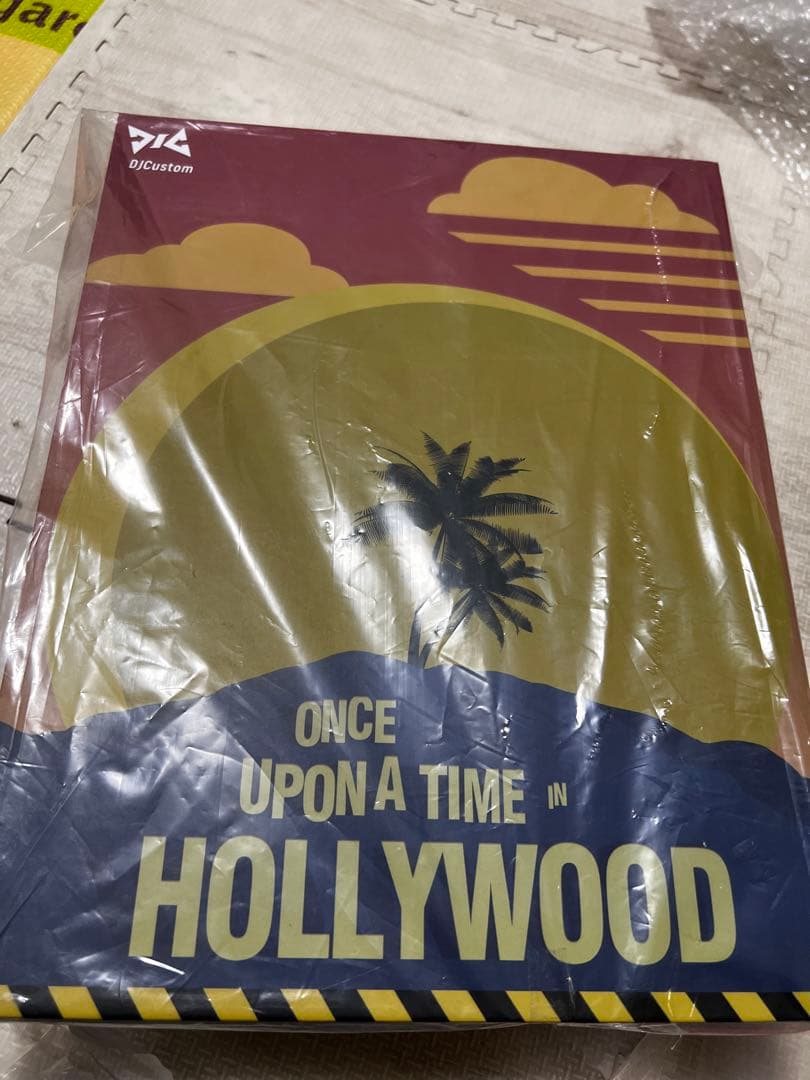 DJCustom
ONCE
UPON A TIME IN
HOLLYWOOD